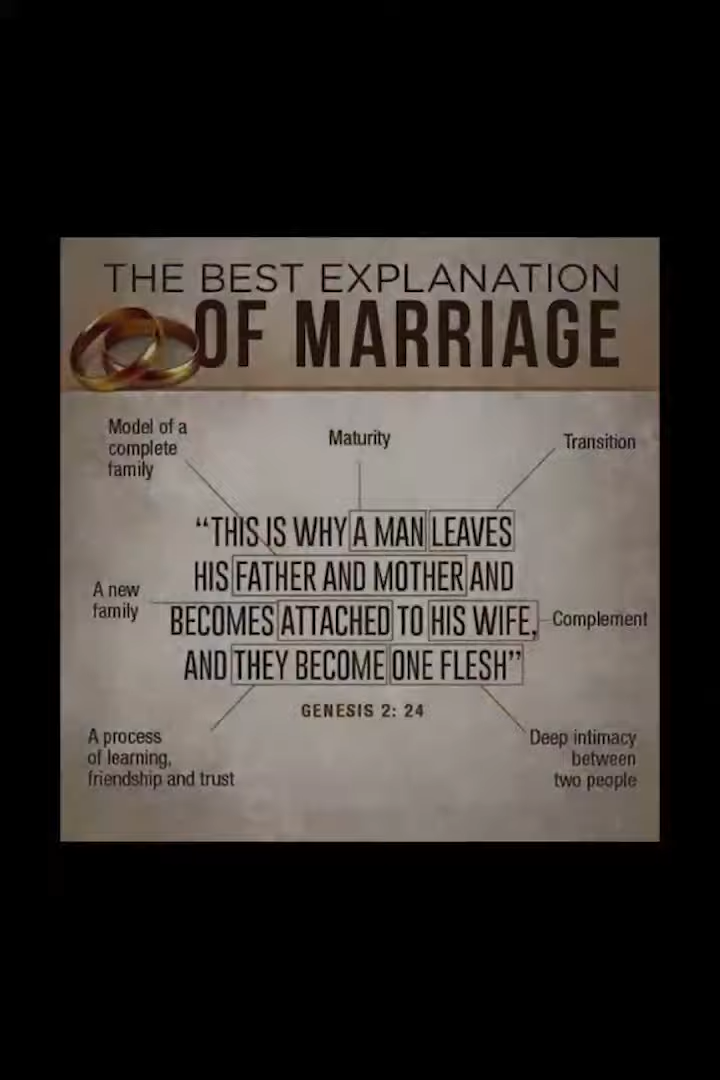 THE BEST EXPLANATION
OF MARRIAGE
Model of a
complete
family
Maturity
Transition
“THIS IS WHY A MAN LEAVES
HIS FATHER AND MOTHER AND
BECOMES ATTACHED TO HIS WIFE,
AND THEY BECOME ONE FLESH”
A new
family
Complement
GENESIS 2: 24
A process
of learning,
friendship and trust
Deep intimacy
between
two people